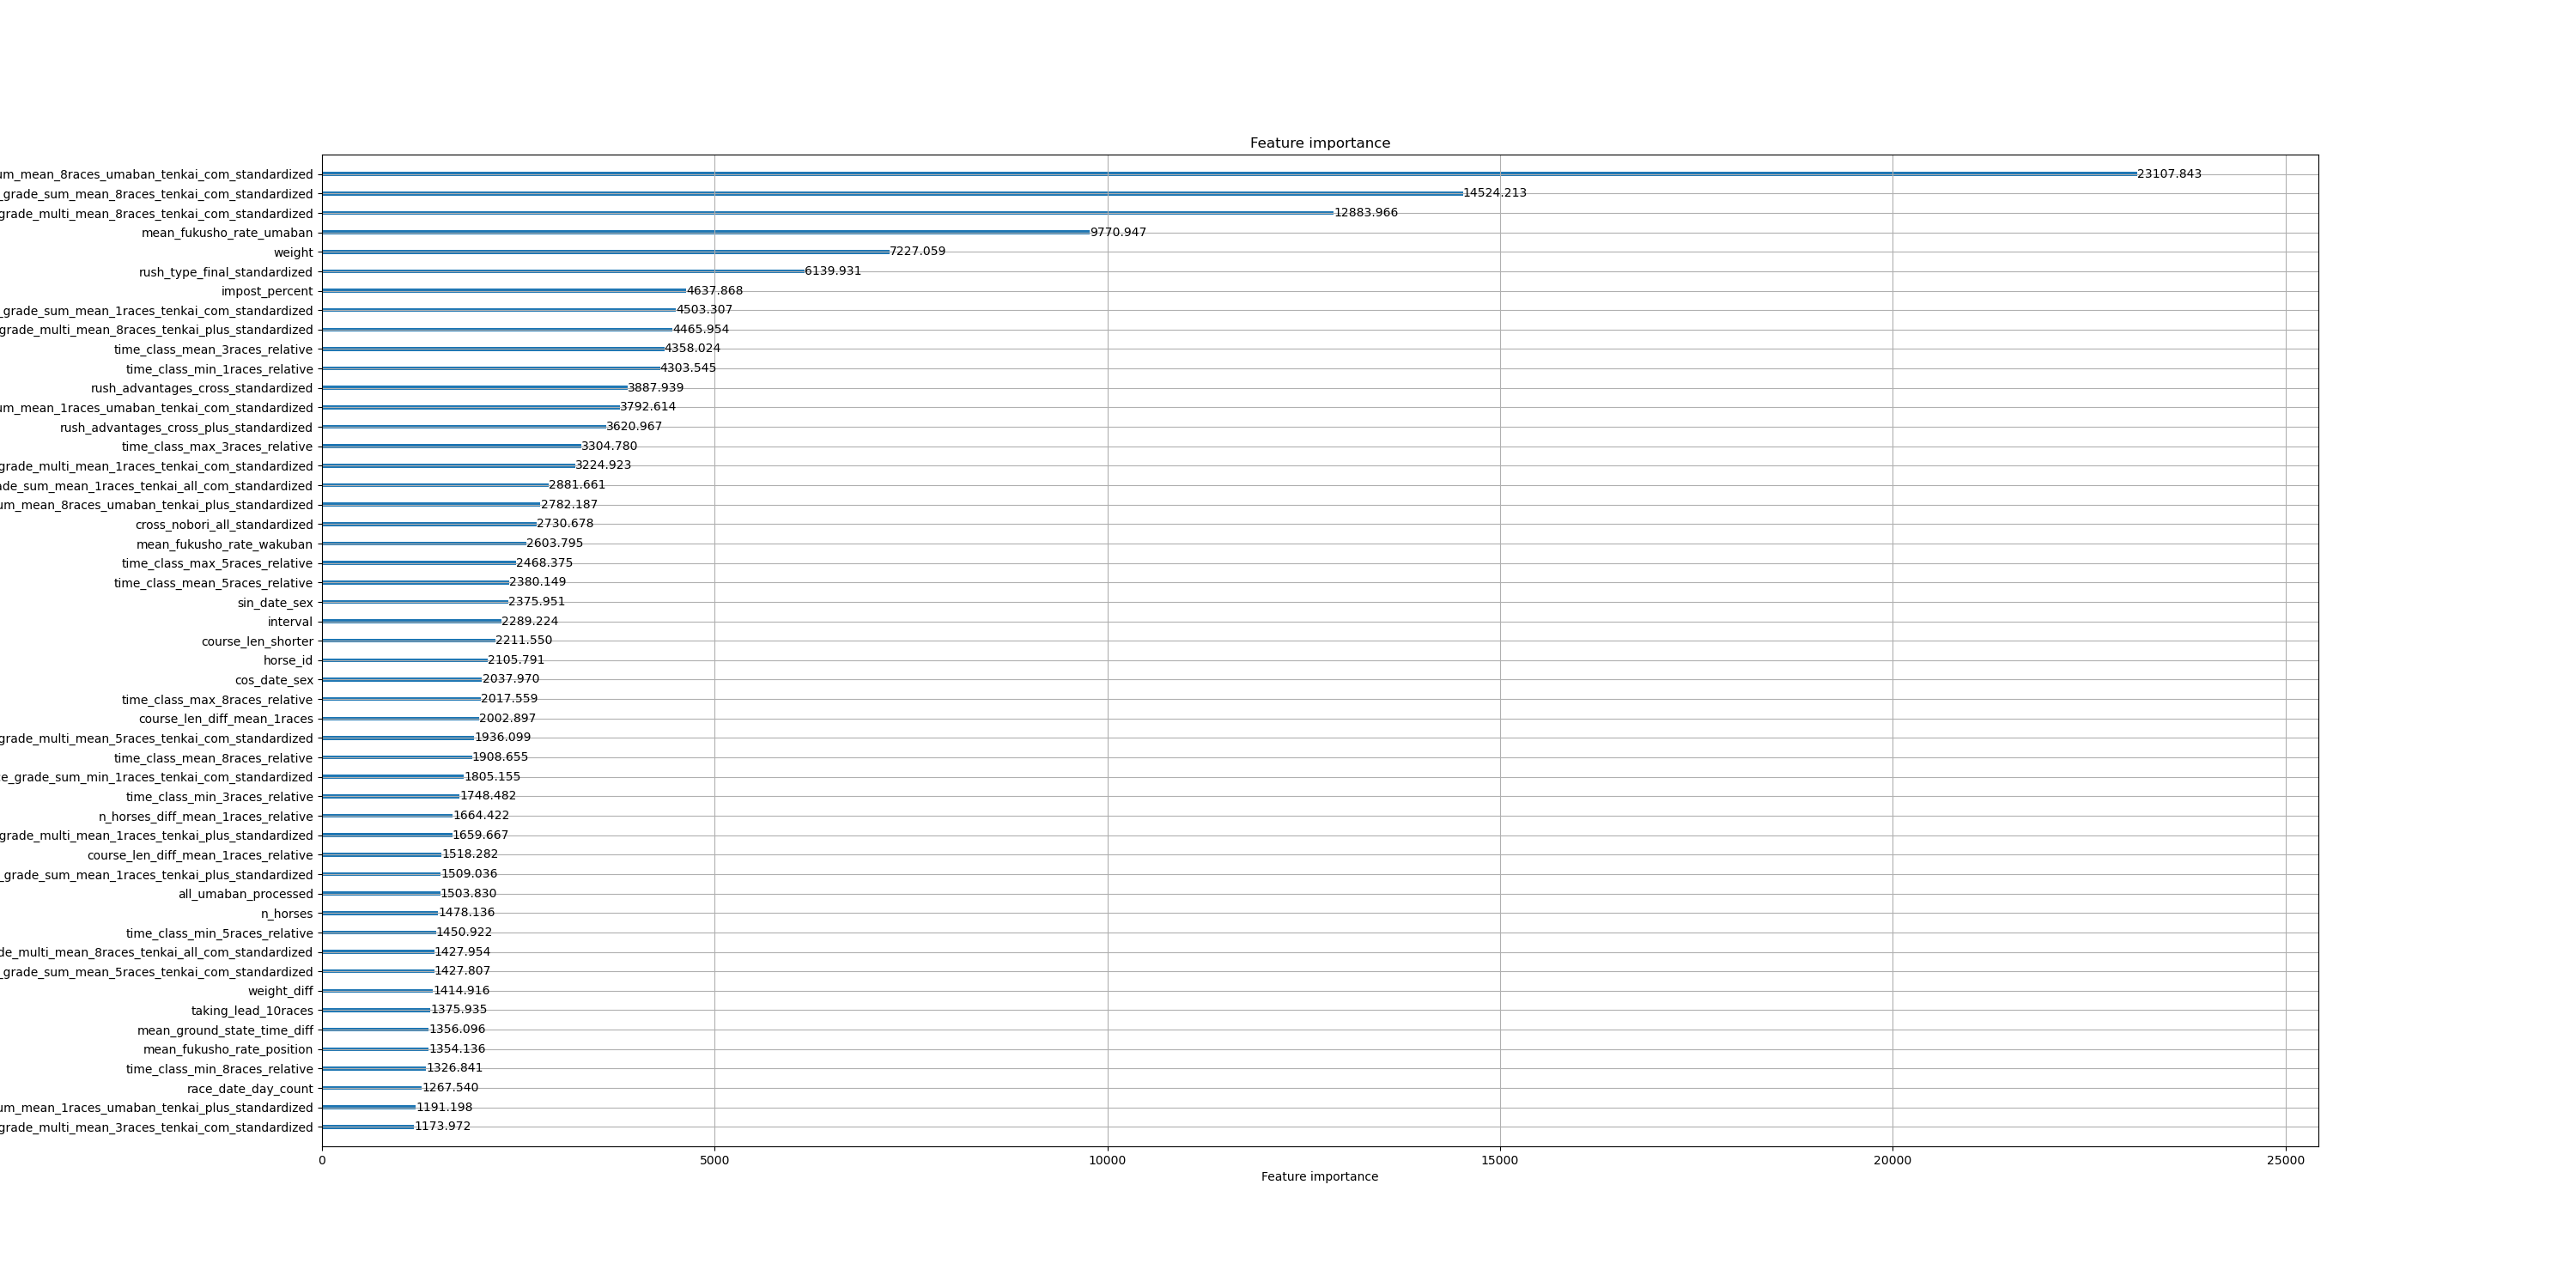 Feature importance
um_mean_8races_umaban_tenkai_com_standardized 23107.843
_grade_sum_mean_8races_tenkai_com_standardized 14524.213
grade_multi_mean_8races_tenkai_com_standardized 12883.966
mean_fukusho_rate_umaban 9770.947
weight 7227.059
rush_type_final_standardized 6139.931
impost_percent 4637.868
_grade_sum_mean_1races_tenkai_com_standardized 4503.307
grade_multi_mean_8races_tenkai_plus_standardized 4465.954
time_class_mean_3races_relative 4358.024
time_class_min_1races_relative 4303.545
rush_advantages_cross_standardized 3887.939
um_mean_1races_umaban_tenkai_com_standardized 3792.614
rush_advantages_cross_plus_standardized 3620.967
time_class_max_3races_relative 3304.780
grade_multi_mean_1races_tenkai_com_standardized 3224.923
ade_sum_mean_1races_tenkai_all_com_standardized 2881.661
um_mean_8races_umaban_tenkai_plus_standardized 2782.187
cross_nobori_all_standardized 2730.678
mean_fukusho_rate_wakuban 2603.795
time_class_max_5races_relative 2468.375
time_class_mean_5races_relative 2380.149
sin_date_sex 2375.951
interval 2289.224
course_len_shorter 2211.550
horse_id 2105.791
cos_date_sex 2037.970
time_class_max_8races_relative 2017.559
course_len_diff_mean_1races 2002.897
grade_multi_mean_5races_tenkai_com_standardized 1936.099
time_class_mean_8races_relative 1908.655
e_grade_sum_min_1races_tenkai_com_standardized 1805.155
time_class_min_3races_relative 1748.482
n_horses_diff_mean_1races_relative 1664.422
grade_multi_mean_1races_tenkai_plus_standardized 1659.667
course_len_diff_mean_1races_relative 1518.282
_grade_sum_mean_1races_tenkai_plus_standardized 1509.036
all_umaban_processed 1503.830
n_horses 1478.136
time_class_min_5races_relative 1450.922
de_multi_mean_8races_tenkai_all_com_standardized 1427.954
_grade_sum_mean_5races_tenkai_com_standardized 1427.807
weight_diff 1414.916
taking_lead_10races 1375.935
mean_ground_state_time_diff 1356.096
mean_fukusho_rate_position 1354.136
time_class_min_8races_relative 1326.841
race_date_day_count 1267.540
um_mean_1races_umaban_tenkai_plus_standardized 1191.198
grade_multi_mean_3races_tenkai_com_standardized 1173.972
0 5000 10000 15000 20000 25000
Feature importance